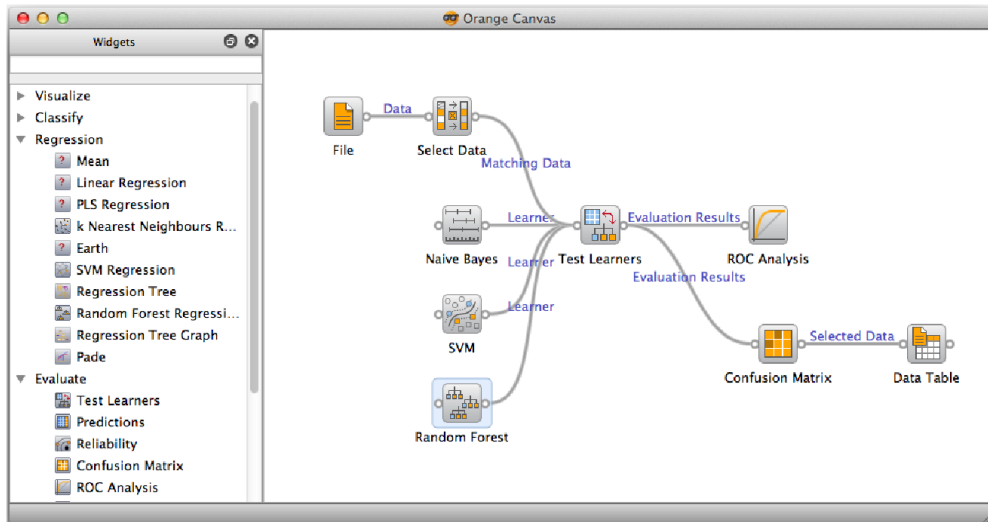 Orange Canvas
Widgets
Visualize
Classify
Regression
Mean
Linear Regression
PLS Regression
k Nearest Neighbours R...
Earth
SVM Regression
Regression Tree
Random Forest Regressi...
Regression Tree Graph
Pade
Evaluate
Test Learners
Predictions
Reliability
Confusion Matrix
ROC Analysis
Data
File
Select Data
Matching Data
Learner
Evaluation Results
Naive Bayes
Learner
Test Learners
ROC Analysis
Evaluation Results
Learner
SVM
Selected Data
Confusion Matrix
Data Table
Random Forest